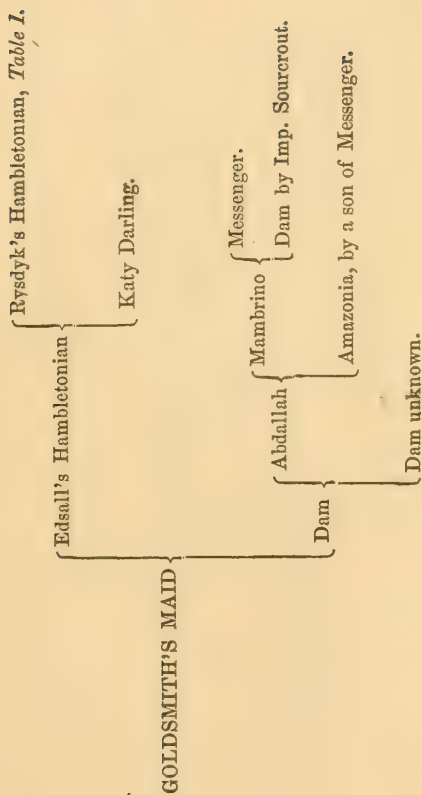 Rysdyk's Hambletonian, Table 1.
Edsall's Hambletonian
Katy Darling.
GOLDSMITH'S MAID
Messenger.
Mambrino
Dam by Imp. Sourcrout.
Abdallah
Amazonia, by a son of Messenger.
Dam
Dam unknown.